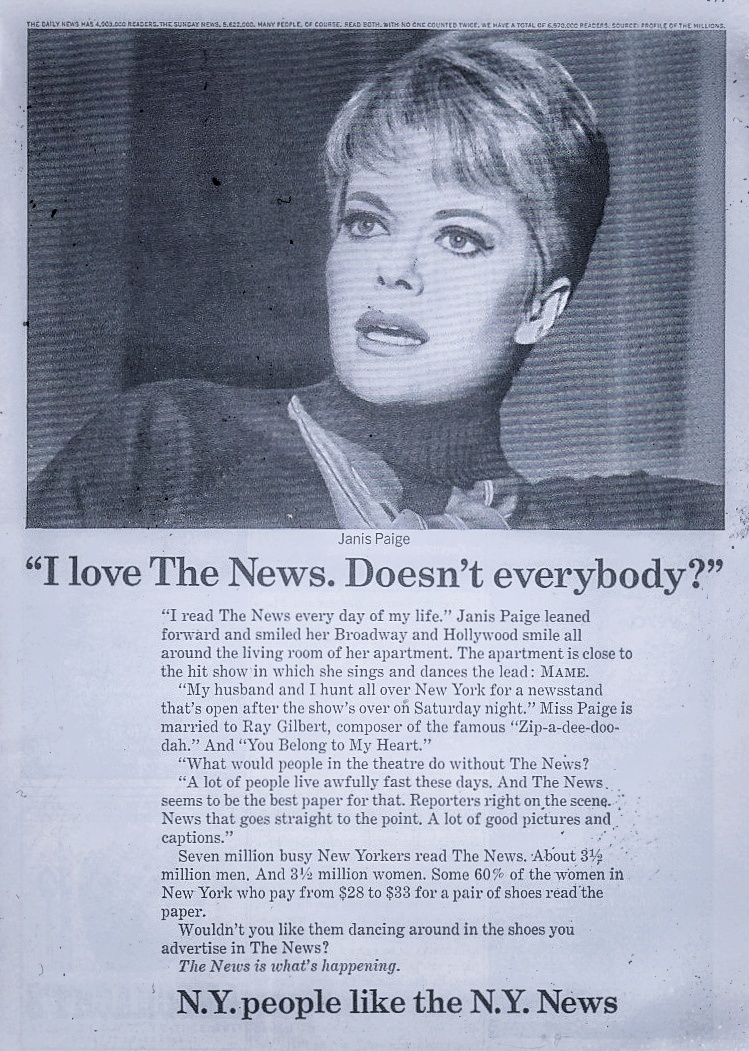 THE DAILY NEWS HAS 4,903,000 READERS. THE SUNDAY NEWS, 5,622,000. MANY PEOPLE, OF COURSE, READ BOTH. WITH NO ONE COUNTED TWICE, WE HAVE A TOTAL OF 6,970,000 READERS. SOURCE: PROFILE OF THE MILLIONS.
Janis Paige
“I love The News. Doesn’t everybody?”
“I read The News every day of my life.” Janis Paige leaned
forward and smiled her Broadway and Hollywood smile all
around the living room of her apartment. The apartment is close to
the hit show in which she sings and dances the lead: MAME.
“My husband and I hunt all over New York for a newsstand
that’s open after the show’s over on Saturday night.” Miss Paige is
married to Ray Gilbert, composer of the famous “Zip-a-dee-doo-
dah.” And “You Belong to My Heart.”
“What would people in the theatre do without The News?
“A lot of people live awfully fast these days. And The News
seems to be the best paper for that. Reporters right on the scene.
News that goes straight to the point. A lot of good pictures and
captions.”
Seven million busy New Yorkers read The News. About 3½
million men. And 3½ million women. Some 60% of the women in
New York who pay from $28 to $33 for a pair of shoes read the
paper.
Wouldn’t you like them dancing around in the shoes you
advertise in The News?
The News is what’s happening.
N.Y. people like the N.Y. News